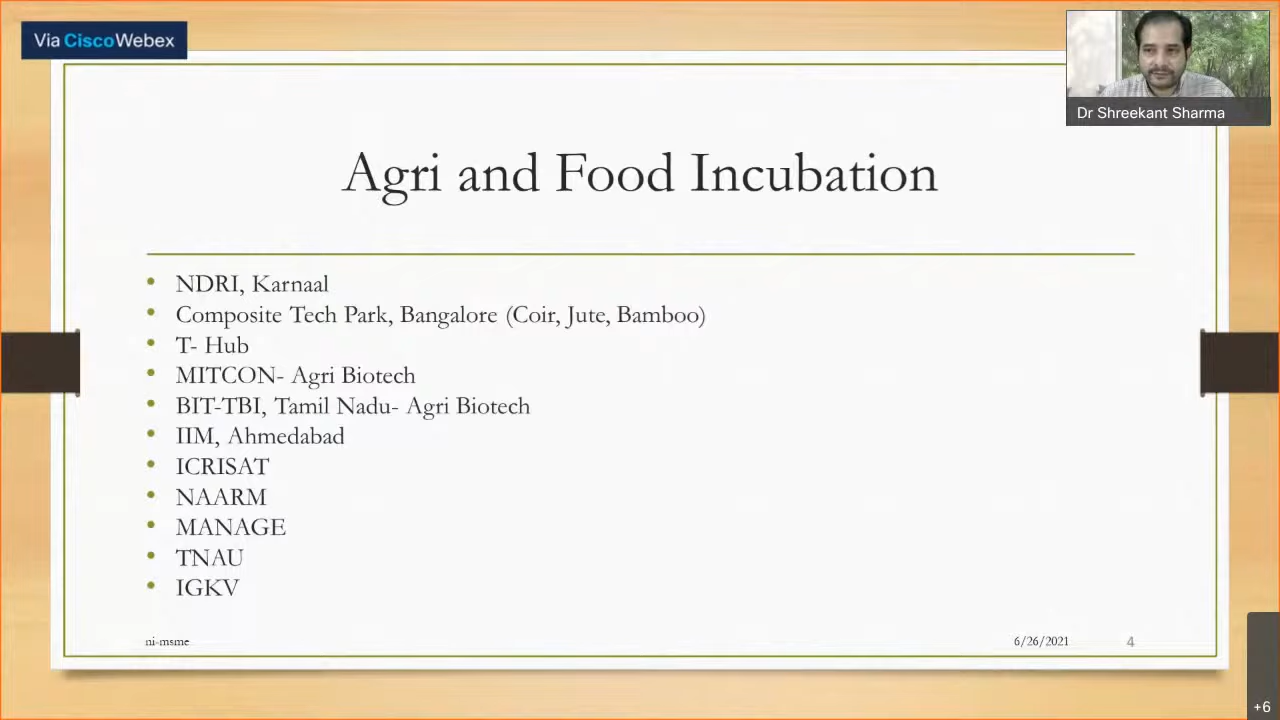 Via Cisco Webex
Dr Shreekant Sharma
Agri and Food Incubation
• NDRI, Karnaal
• Composite Tech Park, Bangalore (Coir, Jute, Bamboo)
• T- Hub
• MITCON- Agri Biotech
• BIT-TBI, Tamil Nadu- Agri Biotech
• IIM, Ahmedabad
• ICRISAT
• NAARM
• MANAGE
• TNAU
• IGKV
ni-msme 6/26/2021 4
+6